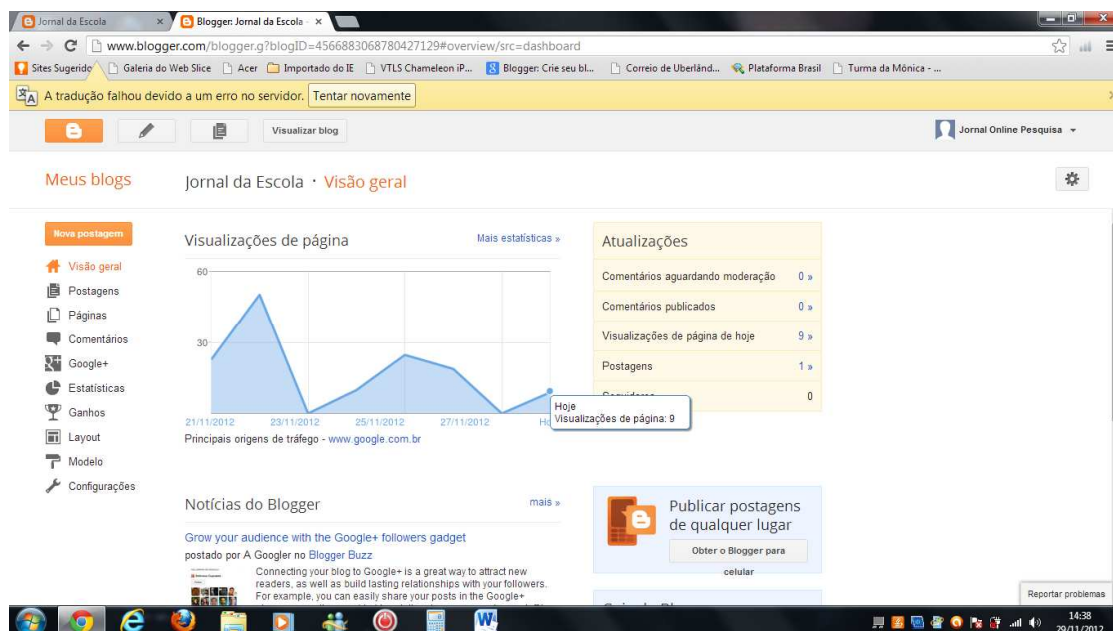 Jornal da Escola
Blogger: Jornal da Escola -
www.blogger.com/blogger.g?blogID=4566883068780427129#overview/src=dashboard
Sites Sugerido Galeria do Web Slice Acer Importado do IE VTLS Chameleon iP... Blogger: Crie seu bl... Correio de Uberlând... Plataforma Brasil Turma da Mônica - ...
A tradução falhou devido a um erro no servidor. Tentar novamente
Visualizar blog
Jornal Online Pesquisa
Meus blogs
Jornal da Escola · Visão geral
Nova postagem
Visão geral
Postagens
Páginas
Comentários
Google+
Estatísticas
Ganhos
Layout
Modelo
Configurações
Visualizações de página
Mais estatísticas »
60
30
21/11/2012 23/11/2012 25/11/2012 27/11/2012
Principais origens de tráfego - www.google.com.br
Atualizações
Comentários aguardando moderação 0 »
Comentários publicados 0 »
Visualizações de página de hoje 9 »
Postagens 1 »
Seguidores 0
Hoje
Visualizações de página: 9
Notícias do Blogger
mais »
Grow your audience with the Google+ followers gadget
postado por A Googler no Blogger Buzz
Connecting your blog to Google+ is a great way to attract new
readers, as well as build lasting relationships with your followers.
For example, you can easily share your posts in the Google+
Publicar postagens
de qualquer lugar
Obter o Blogger para
celular
Reportar problemas
14:38
29/11/2012